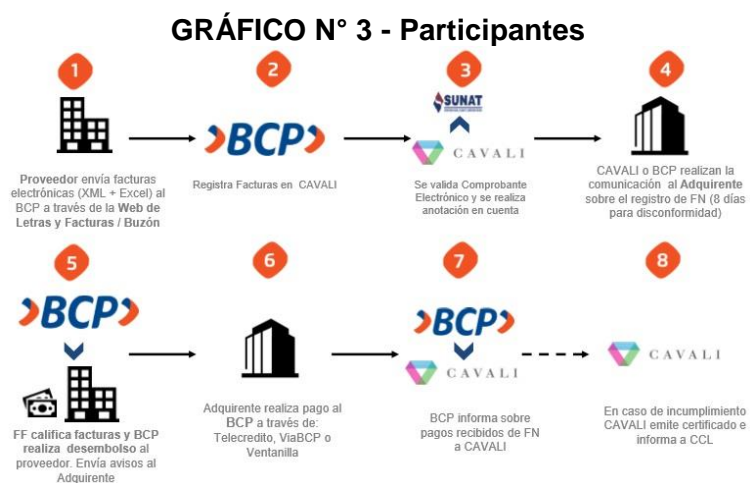 GRÁFICO N° 3 - Participantes
1
2
3
4
>BCP>
SUNAT
CAVALI
Proveedor envía facturas
electrónicas (XML + Excel) al
BCP a través de la Web de
Letras y Facturas / Buzón
Registra Facturas en CAVALI
Se valida Comprobante
Electrónico y se realiza
anotación en cuenta
CAVALI o BCP realizan la
comunicación al Adquirente
sobre el registro de FN (8 días
para disconformidad)
5
6
7
8
>BCP>
>BCP>
CAVALI
CAVALI
FF califica facturas y BCP
realiza desembolso al
proveedor. Envía avisos al
Adquirente
Adquirente realiza pago al
BCP a través de:
Telecredito, ViaBCP o
Ventanilla
BCP informa sobre
pagos recibidos de FN
a CAVALI
En caso de incumplimiento
CAVALI emite certificado e
informa a CCL